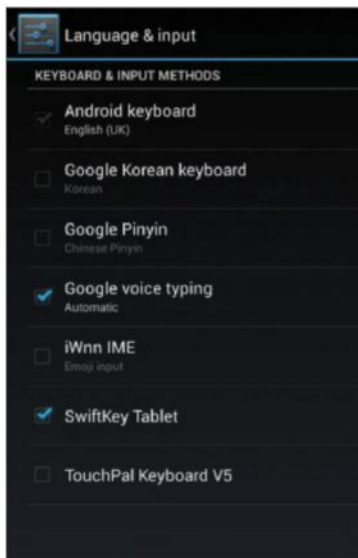 Language & input
KEYBOARD & INPUT METHODS
Android keyboard
English (UK)
Google Korean keyboard
Korean
Google Pinyin
Chinese Pinyin
Google voice typing
Automatic
iWnn IME
Emoji input
SwiftKey Tablet
TouchPal Keyboard V5